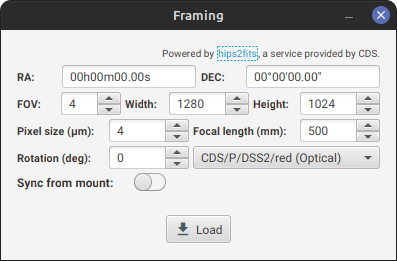 Framing
Powered by hips2fits, a service provided by CDS.
RA: 00h00m00.00s DEC: 00°00'00.00"
FOV: 4 Width: 1280 Height: 1024
Pixel size (μm): 4 Focal length (mm): 500
Rotation (deg): 0 CDS/P/DSS2/red (Optical)
Sync from mount:
Load